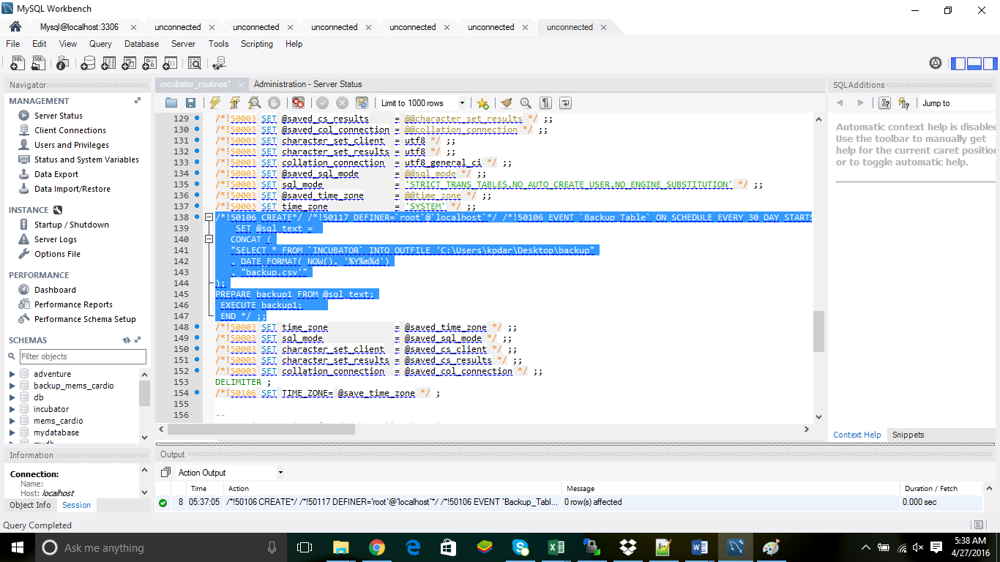 MySQL Workbench
Mysql@localhost:3306
unconnected
unconnected
unconnected
unconnected
unconnected
unconnected
File Edit View Query Database Server Tools Scripting Help
Navigator
MANAGEMENT
Server Status
Client Connections
Users and Privileges
Status and System Variables
Data Export
Data Import/Restore
INSTANCE
Startup / Shutdown
Server Logs
Options File
PERFORMANCE
Dashboard
Performance Reports
Performance Schema Setup
SCHEMAS
Filter objects
adventure
backup_mems_cardio
db
incubator
mems_cardio
mydatabase
Information
Connection:
Name:
Host: localhost
Object Info Session
incubator_routines*
Administration - Server Status
Limit to 1000 rows
129 /*!50003 SET @saved_cs_results = @@character_set_results */ ;;
130 /*!50003 SET @saved_col_connection = @@collation_connection */ ;;
131 /*!50003 SET character_set_client = utf8 */ ;;
132 /*!50003 SET character_set_results = utf8 */ ;;
133 /*!50003 SET collation_connection = utf8_general_ci */ ;;
134 /*!50003 SET @saved_sql_mode = @@sql_mode */ ;;
135 /*!50003 SET sql_mode = 'STRICT_TRANS_TABLES,NO_AUTO_CREATE_USER,NO_ENGINE_SUBSTITUTION' */ ;;
136 /*!50003 SET @saved_time_zone = @@time_zone */ ;;
137 /*!50003 SET time_zone = 'SYSTEM' */ ;;
138 /*!50106 CREATE*/ /*!50117 DEFINER=`root`@`localhost`*/ /*!50106 EVENT `Backup_Table` ON SCHEDULE EVERY 30 DAY STARTS
139 SET @sql_text =
140 CONCAT (
141 "SELECT * FROM `INCUBATOR` INTO OUTFILE 'C:\Users\kpdar\Desktop\backup"
142 , DATE_FORMAT( NOW(), '%Y%m%d')
143 , "backup.csv'"
144 );
145 PREPARE backup1 FROM @sql_text;
146 EXECUTE backup1;
147 END */ ;;
148 /*!50003 SET time_zone = @saved_time_zone */ ;;
149 /*!50003 SET sql_mode = @saved_sql_mode */ ;;
150 /*!50003 SET character_set_client = @saved_cs_client */ ;;
151 /*!50003 SET character_set_results = @saved_cs_results */ ;;
152 /*!50003 SET collation_connection = @saved_col_connection */ ;;
153 DELIMITER ;
154 /*!50106 SET TIME_ZONE= @save_time_zone */ ;
155
156 --
SQLAdditions
Jump to
Automatic context help is disabled
Use the toolbar to manually get
help for the current caret position
or to toggle automatic help.
Context Help Snippets
Output
Action Output
Time Action Message Duration / Fetch
8 05:37:05 /*!50106 CREATE*/ /*!50117 DEFINER=`root`@`localhost`*/ /*!50106 EVENT `Backup_Tabl... 0 row(s) affected 0.000 sec
Query Completed
Ask me anything
5:38 AM
4/27/2016